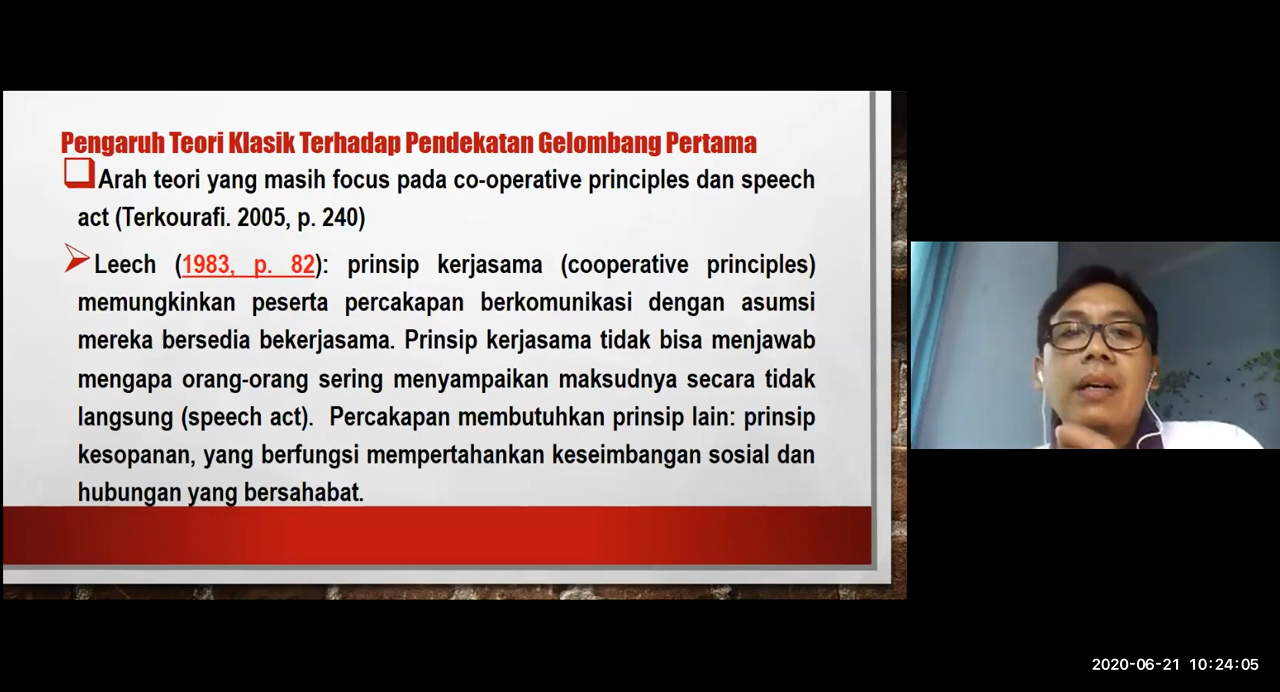 Pengaruh Teori Klasik Terhadap Pendekatan Gelombang Pertama
Arah teori yang masih focus pada co-operative principles dan speech
act (Terkourafi. 2005, p. 240)
Leech (1983, p. 82): prinsip kerjasama (cooperative principles)
memungkinkan peserta percakapan berkomunikasi dengan asumsi
mereka bersedia bekerjasama. Prinsip kerjasama tidak bisa menjawab
mengapa orang-orang sering menyampaikan maksudnya secara tidak
langsung (speech act). Percakapan membutuhkan prinsip lain: prinsip
kesopanan, yang berfungsi mempertahankan keseimbangan sosial dan
hubungan yang bersahabat.
2020-06-21 10:24:05